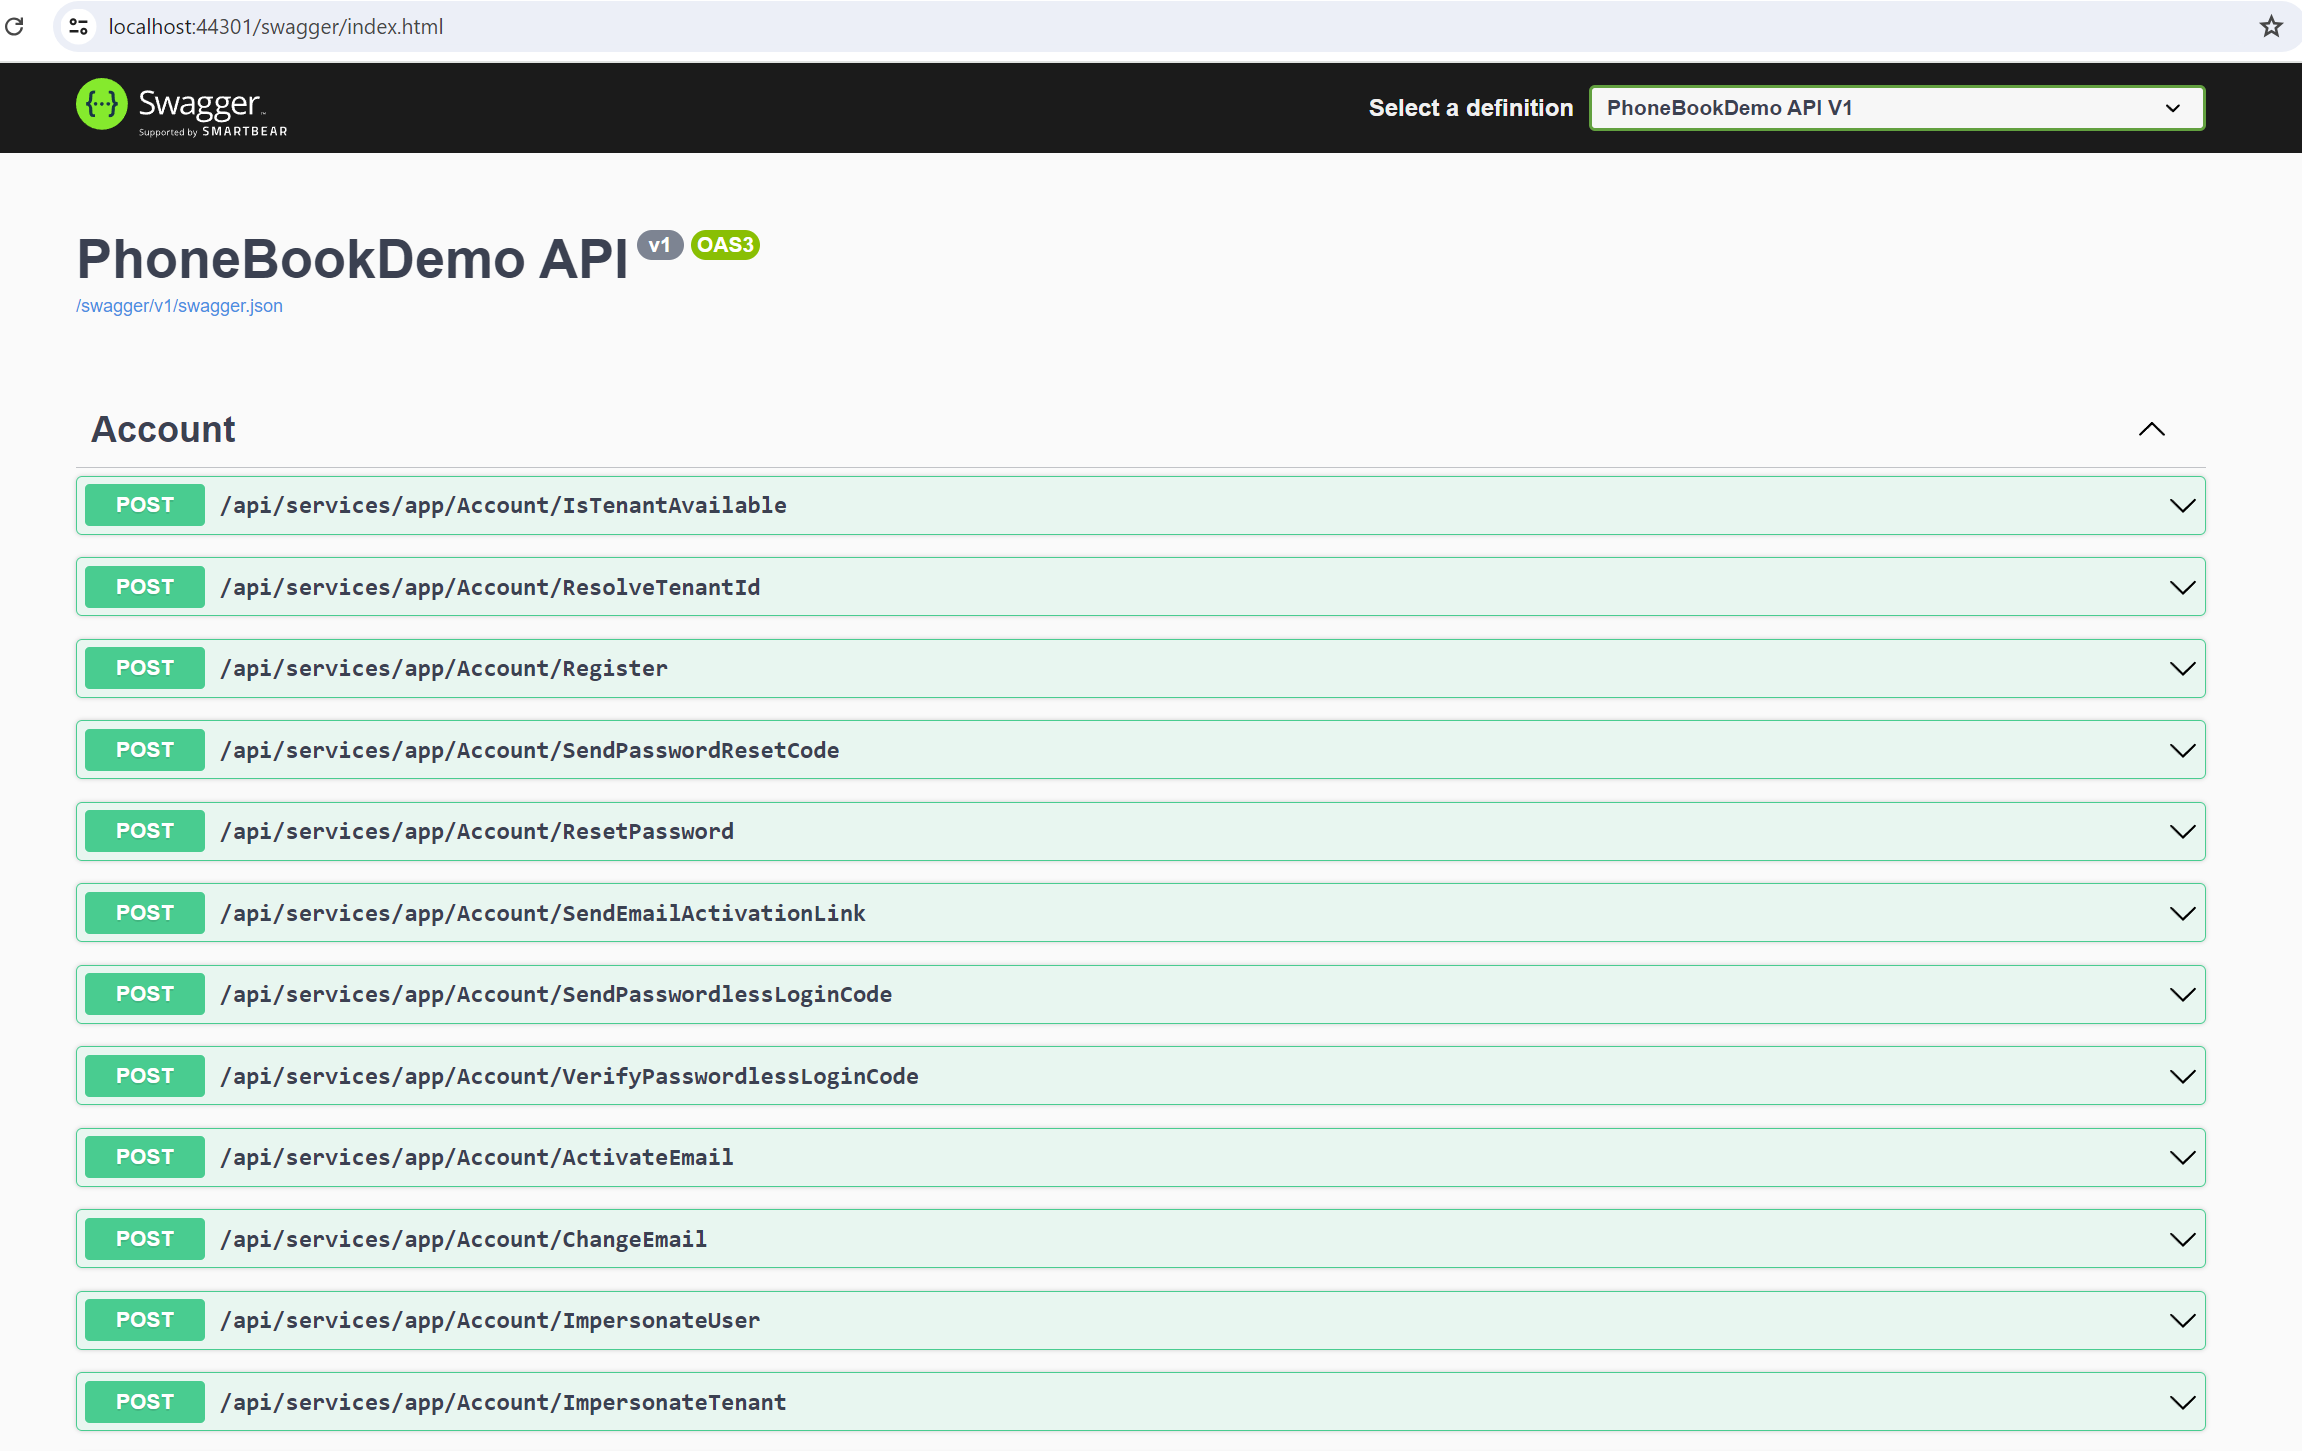 localhost:44301/swagger/index.html
{···} Swagger™
Supported by SMARTBEAR
Select a definition
PhoneBookDemo API V1
PhoneBookDemo API v1 OAS3
/swagger/v1/swagger.json
Account
POST /api/services/app/Account/IsTenantAvailable
POST /api/services/app/Account/ResolveTenantId
POST /api/services/app/Account/Register
POST /api/services/app/Account/SendPasswordResetCode
POST /api/services/app/Account/ResetPassword
POST /api/services/app/Account/SendEmailActivationLink
POST /api/services/app/Account/SendPasswordlessLoginCode
POST /api/services/app/Account/VerifyPasswordlessLoginCode
POST /api/services/app/Account/ActivateEmail
POST /api/services/app/Account/ChangeEmail
POST /api/services/app/Account/ImpersonateUser
POST /api/services/app/Account/ImpersonateTenant